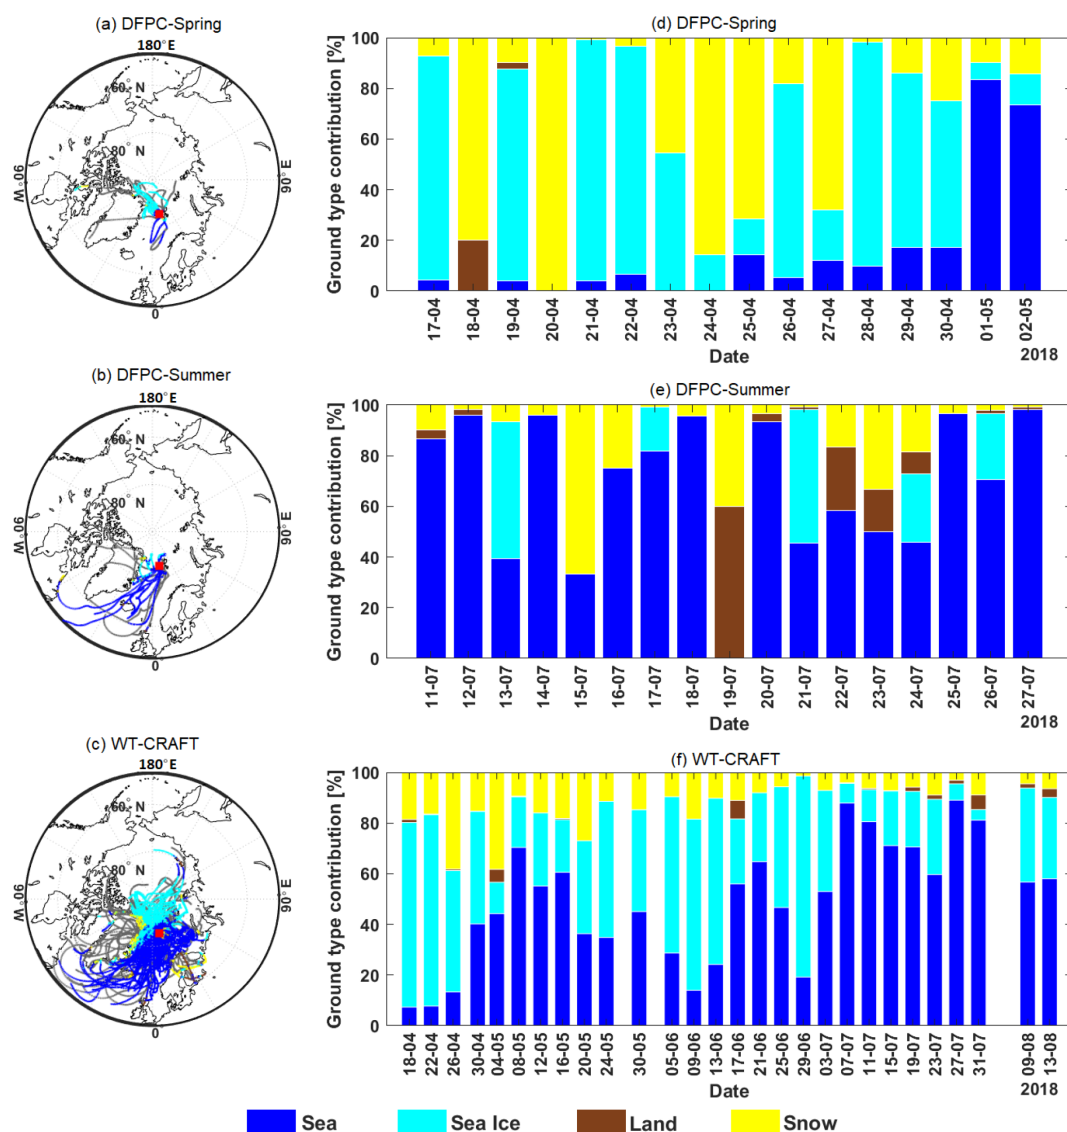 (a) DFPC-Spring
180°E
60° N
80° N
90°W
90°E
0
(d) DFPC-Spring
Ground type contribution [%]
100
80
60
40
20
0
17-04
18-04
19-04
20-04
21-04
22-04
23-04
24-04
25-04
26-04
27-04
28-04
29-04
30-04
01-05
02-05
Date
2018
(b) DFPC-Summer
180°E
60° N
80° N
90°W
90°E
0
(e) DFPC-Summer
Ground type contribution [%]
100
80
60
40
20
0
11-07
12-07
13-07
14-07
15-07
16-07
17-07
18-07
19-07
20-07
21-07
22-07
23-07
24-07
25-07
26-07
27-07
Date
2018
(c) WT-CRAFT
180°E
60° N
80° N
90°W
90°E
0
(f) WT-CRAFT
Ground type contribution [%]
100
80
60
40
20
0
18-04
22-04
26-04
30-04
04-05
08-05
12-05
16-05
20-05
24-05
30-05
05-06
09-06
13-06
17-06
21-06
25-06
29-06
03-07
07-07
11-07
15-07
19-07
23-07
27-07
31-07
09-08
13-08
Date
2018
Sea
Sea Ice
Land
Snow